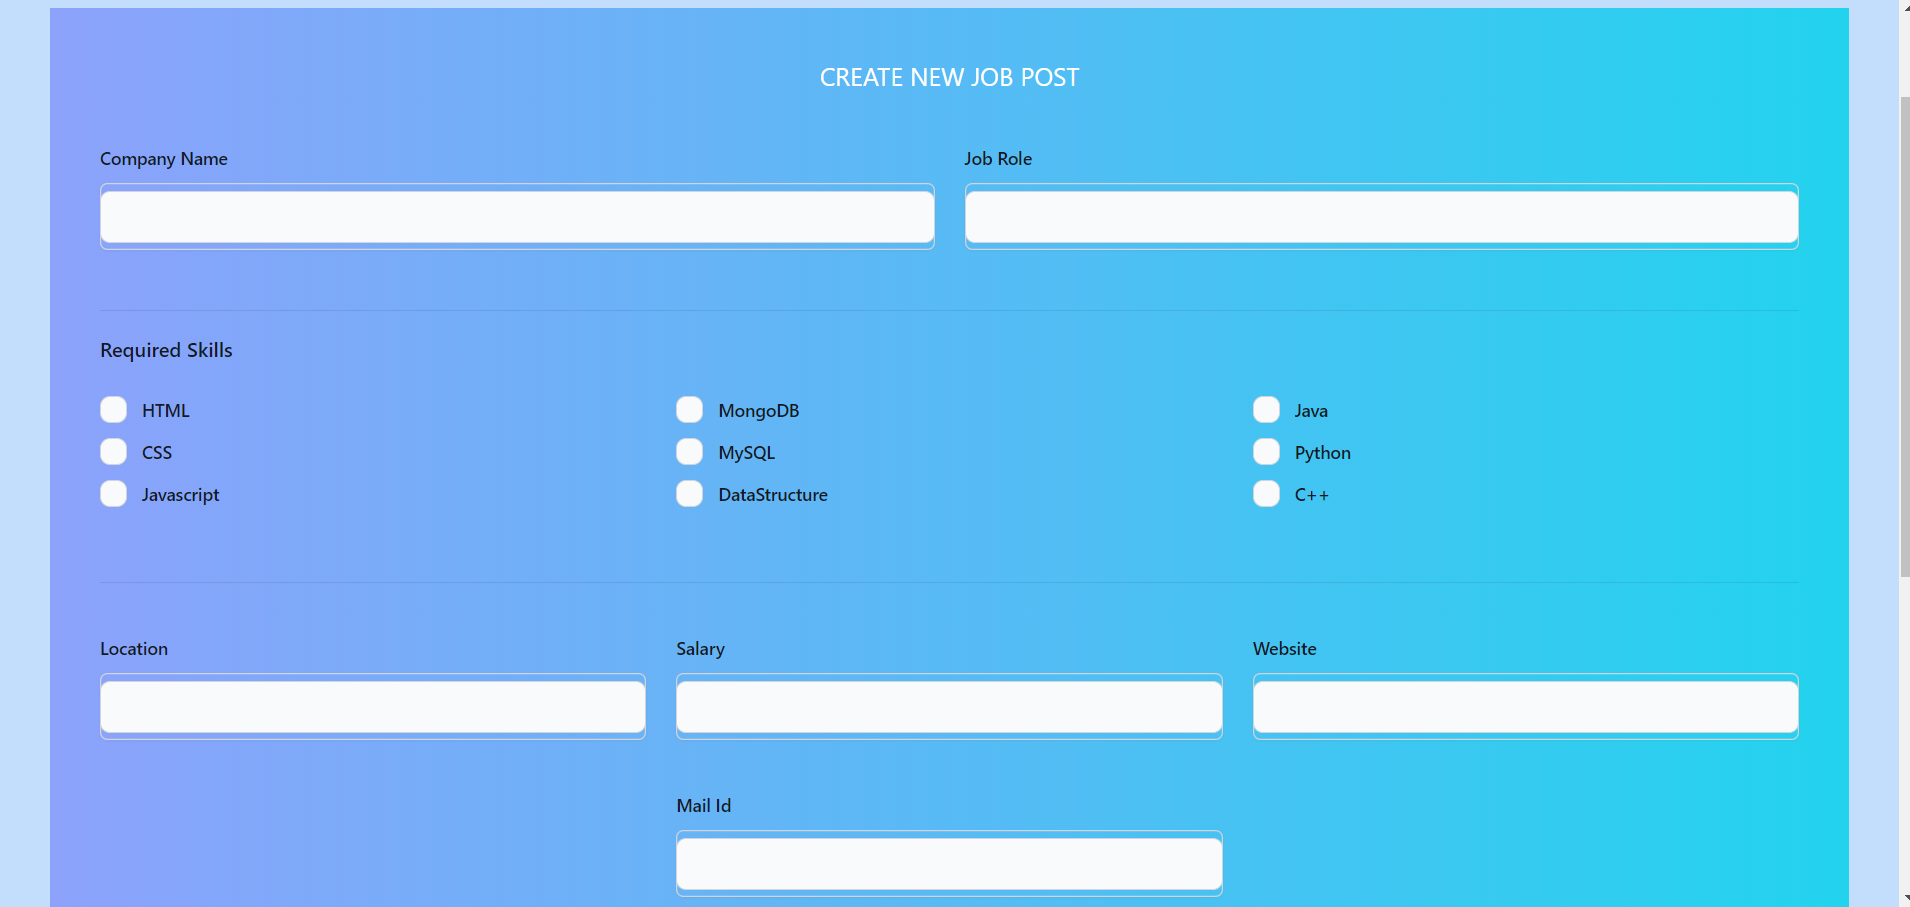 CREATE NEW JOB POST
Company Name
Job Role
Required Skills
HTML
MongoDB
Java
CSS
MySQL
Python
Javascript
DataStructure
C++
Location
Salary
Website
Mail Id